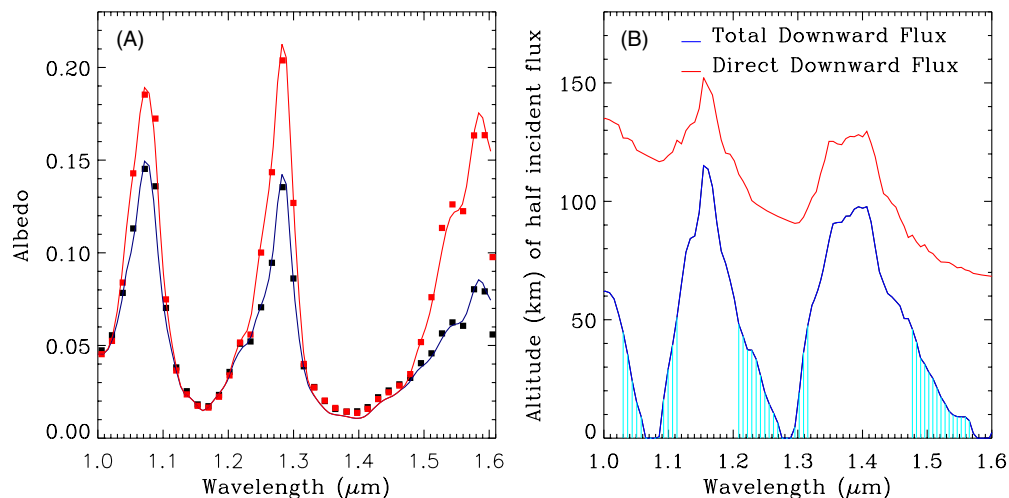 (A)
Albedo
0.20
0.15
0.10
0.05
0.00
1.0 1.1 1.2 1.3 1.4 1.5 1.6
Wavelength (μm)
(B)
Total Downward Flux
Direct Downward Flux
Altitude (km) of half incident flux
150
100
50
0
1.0 1.1 1.2 1.3 1.4 1.5 1.6
Wavelength (μm)